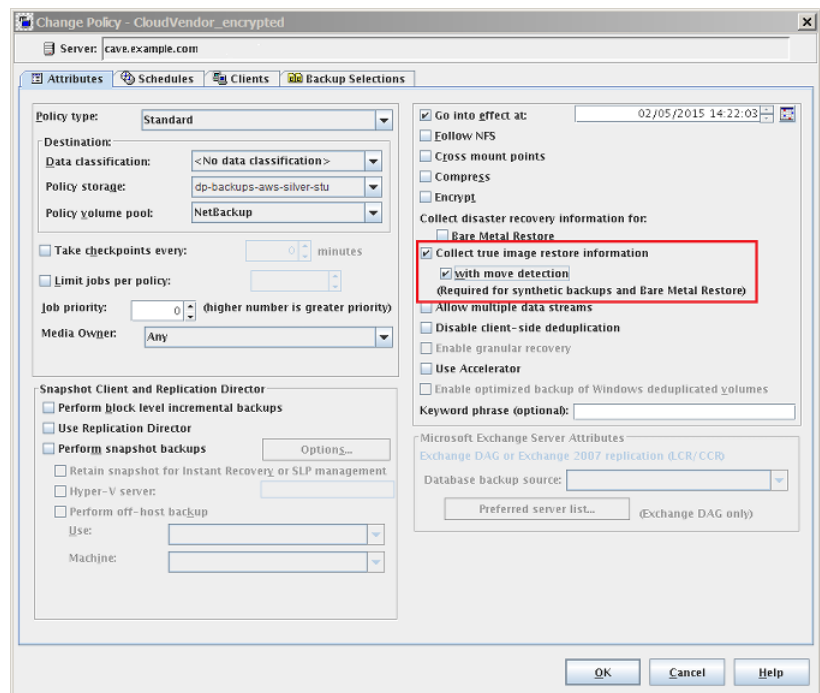 Change Policy - CloudVendor_encrypted
Server: cave.example.com
Attributes Schedules Clients Backup Selections
Policy type: Standard
Destination:
Data classification: <No data classification>
Policy storage: dp-backups-aws-silver-stu
Policy volume pool: NetBackup
Take checkpoints every: 0 minutes
Limit jobs per policy:
Job priority: 0 (higher number is greater priority)
Media Owner: Any
Snapshot Client and Replication Director
Perform block level incremental backups
Use Replication Director
Perform snapshot backups Options...
Retain snapshot for Instant Recovery or SLP management
Hyper-V server:
Perform off-host backup
Use:
Machine:
Go into effect at: 02/05/2015 14:22:03
Follow NFS
Cross mount points
Compress
Encrypt
Collect disaster recovery information for:
Bare Metal Restore
Collect true image restore information
with move detection
(Required for synthetic backups and Bare Metal Restore)
Allow multiple data streams
Disable client-side deduplication
Enable granular recovery
Use Accelerator
Enable optimized backup of Windows deduplicated volumes
Keyword phrase (optional):
Microsoft Exchange Server Attributes
Exchange DAG or Exchange 2007 replication (LCR/CCR)
Database backup source:
Preferred server list... (Exchange DAG only)
OK Cancel Help